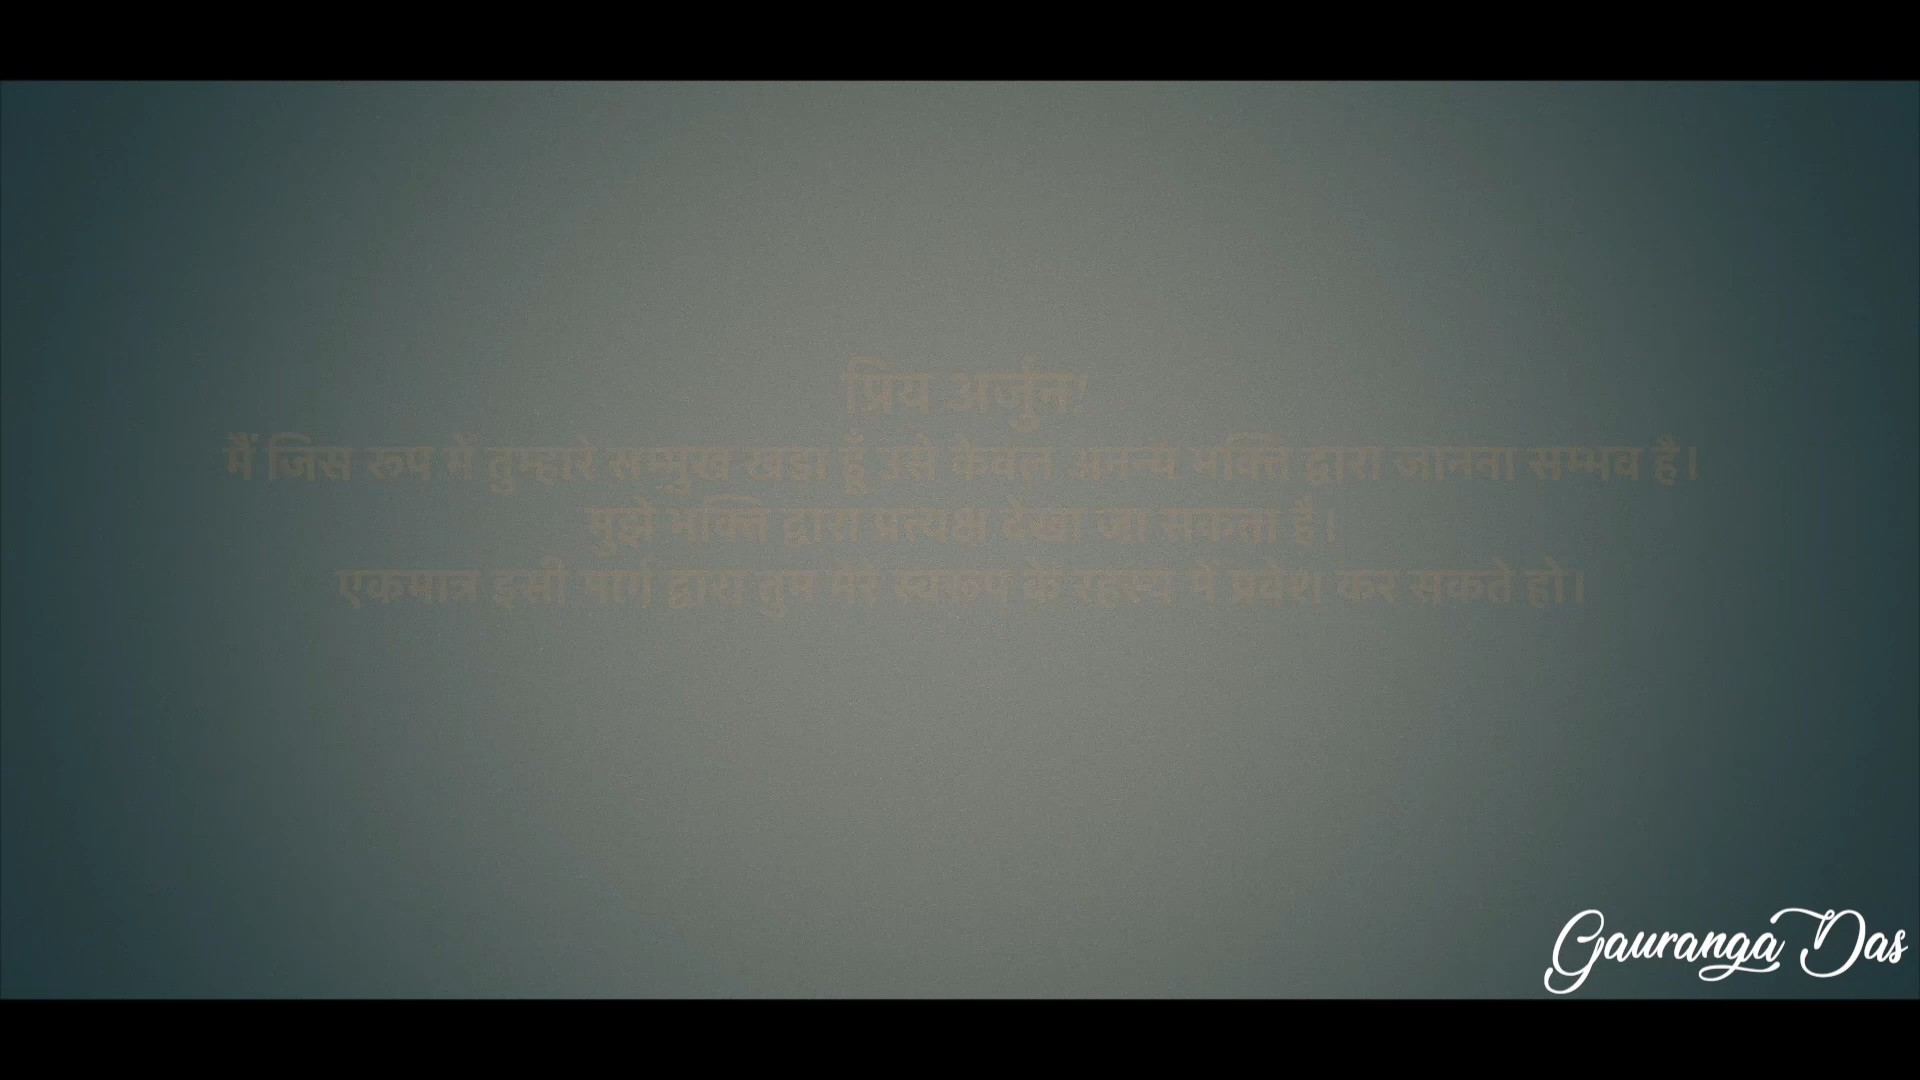 प्रिय अर्जुन!
मैं जिस रूप में तुम्हारे सम्मुख खडा हूँ उसे केवल अनन्य भक्ति द्वारा जानना सम्भव है।
मुझे भक्ति द्वारा प्रत्यक्ष देखा जा सकता है।
एकमात्र इसी मार्ग द्वारा तुम मेरे स्वरूप के रहस्य में प्रवेश कर सकते हो।
Gauranga Das